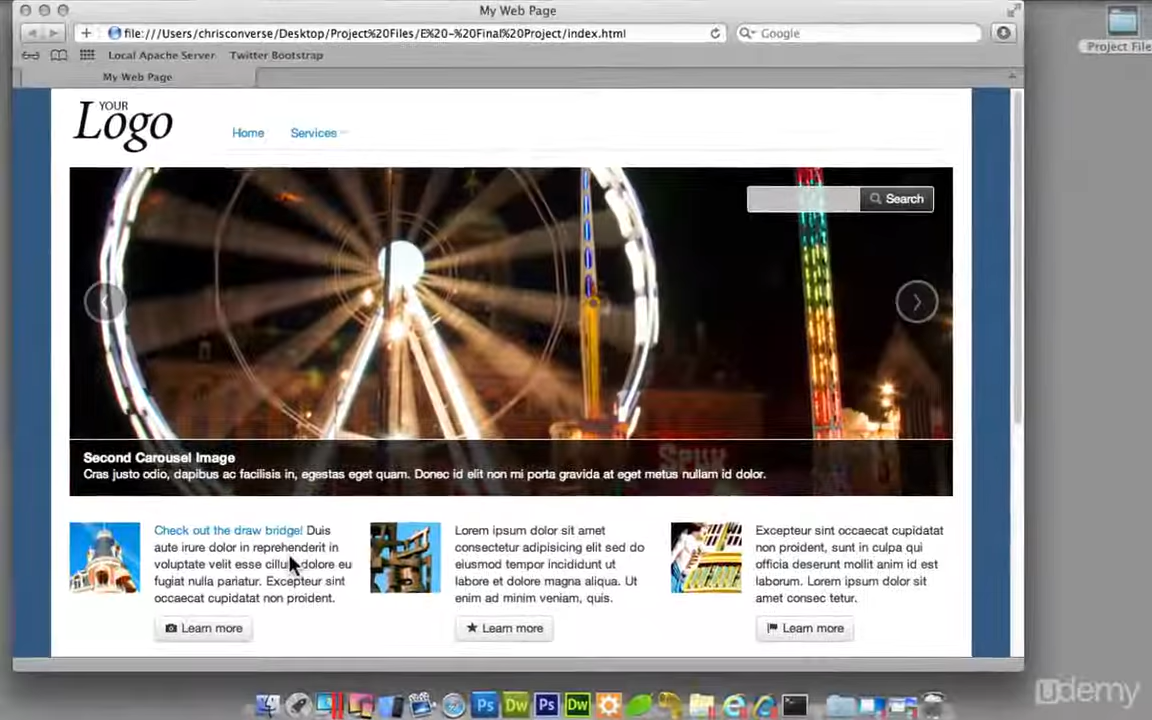 My Web Page
file:///Users/chrisconverse/Desktop/Project%20Files/E%20-%20Final%20Project/index.html
Google
Local Apache Server
Twitter Bootstrap
My Web Page
Project File
YOUR
Logo
Home
Services
Search
Second Carousel Image
Cras justo odio, dapibus ac facilisis in, egestas eget quam. Donec id elit non mi porta gravida at eget metus nullam id dolor.
Check out the draw bridge! Duis
aute irure dolor in reprehenderit in
voluptate velit esse cillum dolore eu
fugiat nulla pariatur. Excepteur sint
occaecat cupidatat non proident.
Learn more
Lorem ipsum dolor sit amet
consectetur adipisicing elit sed do
eiusmod tempor incididunt ut
labore et dolore magna aliqua. Ut
enim ad minim veniam, quis.
Learn more
Excepteur sint occaecat cupidatat
non proident, sunt in culpa qui
officia deserunt mollit anim id est
laborum. Lorem ipsum dolor sit
amet consec tetur.
Learn more
Ps
Dw
Ps
Dw
udemy